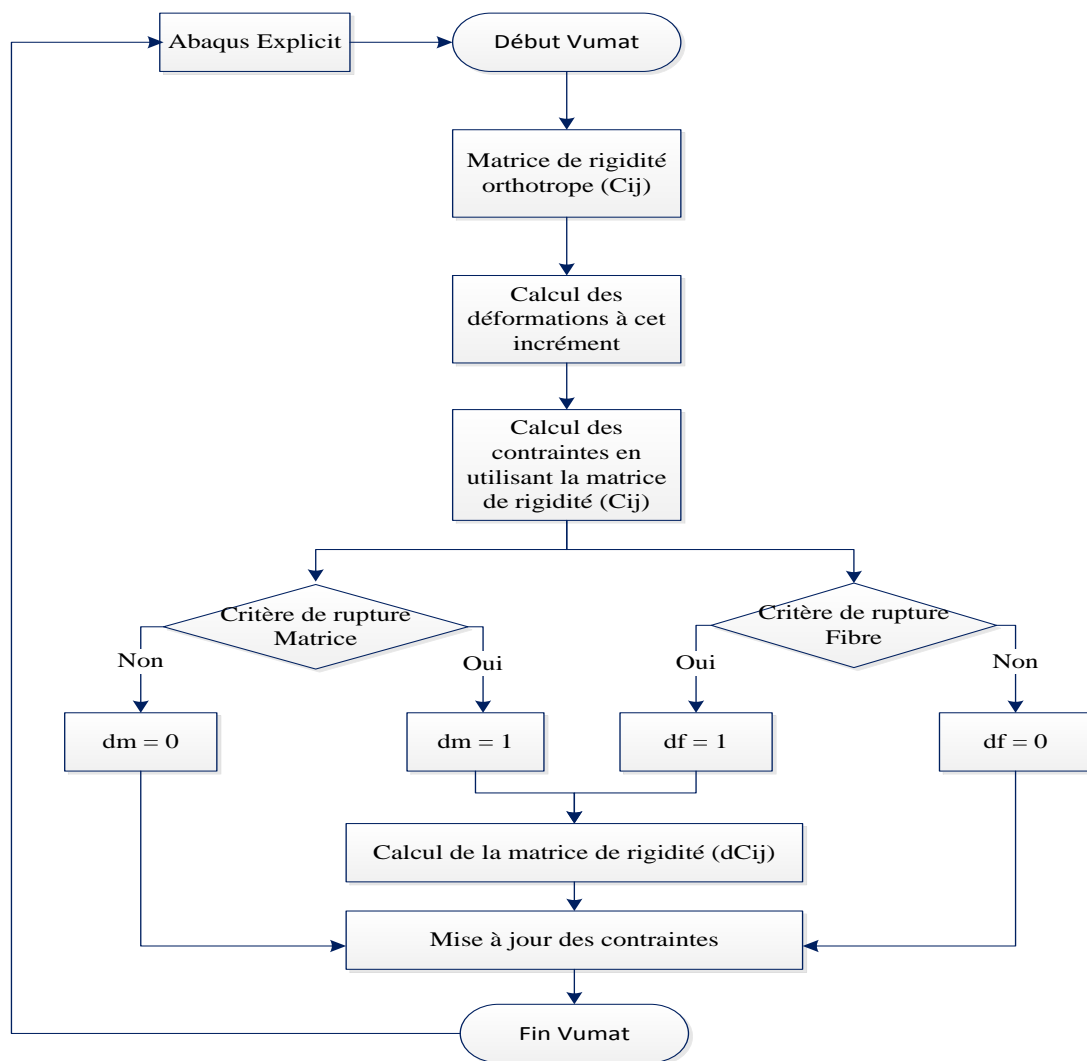 Abaqus Explicit
Début Vumat
Matrice de rigidité
orthotrope (Cij)
Calcul des
déformations à cet
incrément
Calcul des
contraintes en
utilisant la matrice
de rigidité (Cij)
Critère de rupture
Matrice
Critère de rupture
Fibre
Non
Oui
Oui
Non
dm = 0
dm = 1
df = 1
df = 0
Calcul de la matrice de rigidité (dCij)
Mise à jour des contraintes
Fin Vumat